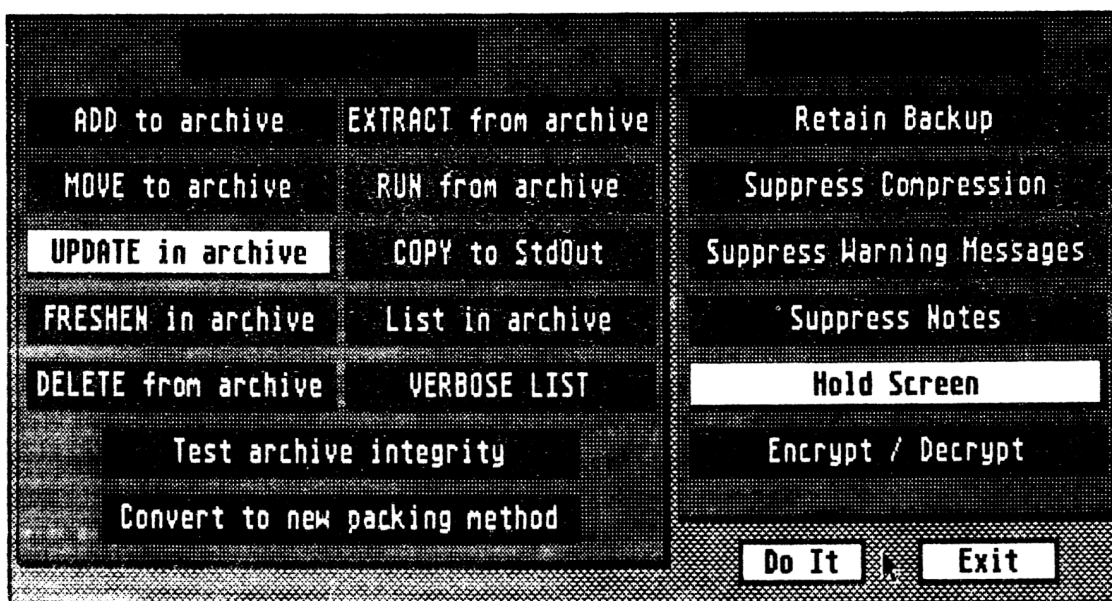 ADD to archive
EXTRACT from archive
MOVE to archive
RUN from archive
UPDATE in archive
COPY to StdOut
FRESHEN in archive
List in archive
DELETE from archive
VERBOSE LIST
Test archive integrity
Convert to new packing method
Retain Backup
Suppress Compression
Suppress Warning Messages
Suppress Notes
Hold Screen
Encrypt / Decrypt
Do It
Exit